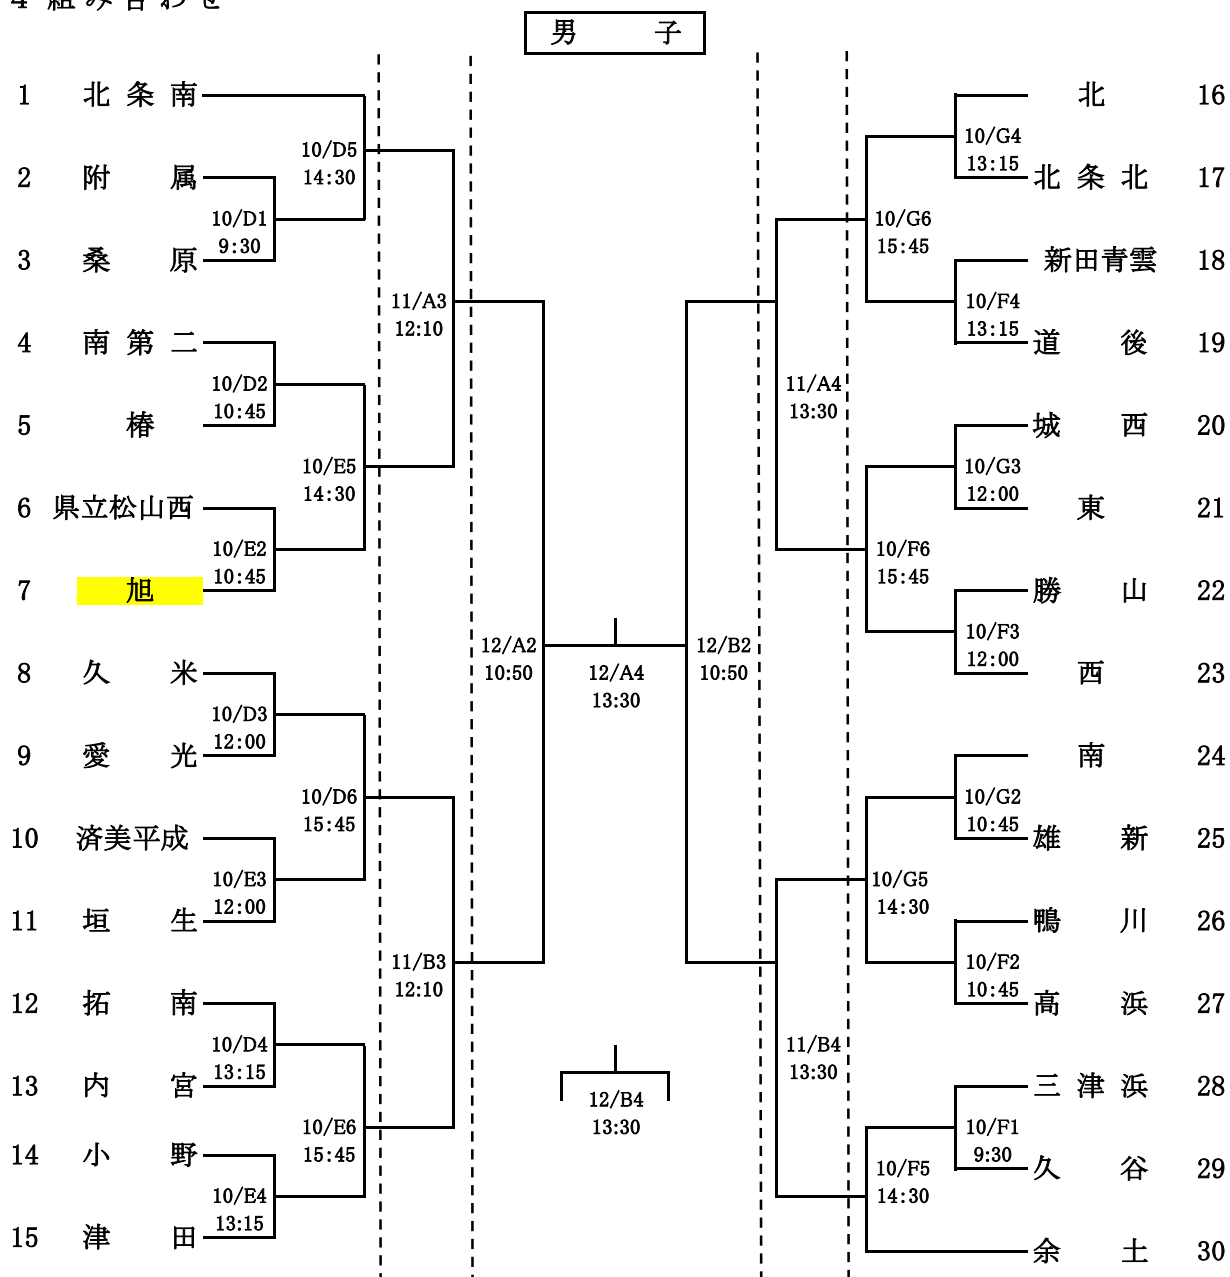 4 組み合わせ
男 子
1 北条南
2 附属
3 桑原
4 南第二
5 椿
6 県立松山西
7 旭
8 久米
9 愛光
10 済美平成
11 垣生
12 拓南
13 内宮
14 小野
15 津田
10/D1
9:30
10/D2
10:45
10/E2
10:45
10/D3
12:00
10/E3
12:00
10/D4
13:15
10/E4
13:15
10/D5
14:30
10/E5
14:30
10/D6
15:45
10/E6
15:45
11/A3
12:10
11/B3
12:10
12/A2
10:50
12/A4
13:30
12/B4
13:30
12/B2
10:50
11/A4
13:30
11/B4
13:30
10/G6
15:45
10/F6
15:45
10/G5
14:30
10/F5
14:30
10/G4
13:15
10/F4
13:15
10/G3
12:00
10/F3
12:00
10/G2
10:45
10/F2
10:45
10/F1
9:30
北 16
北条北 17
新田青雲 18
道後 19
城西 20
東 21
勝山 22
西 23
南 24
雄新 25
鴨川 26
高浜 27
三津浜 28
久谷 29
余土 30